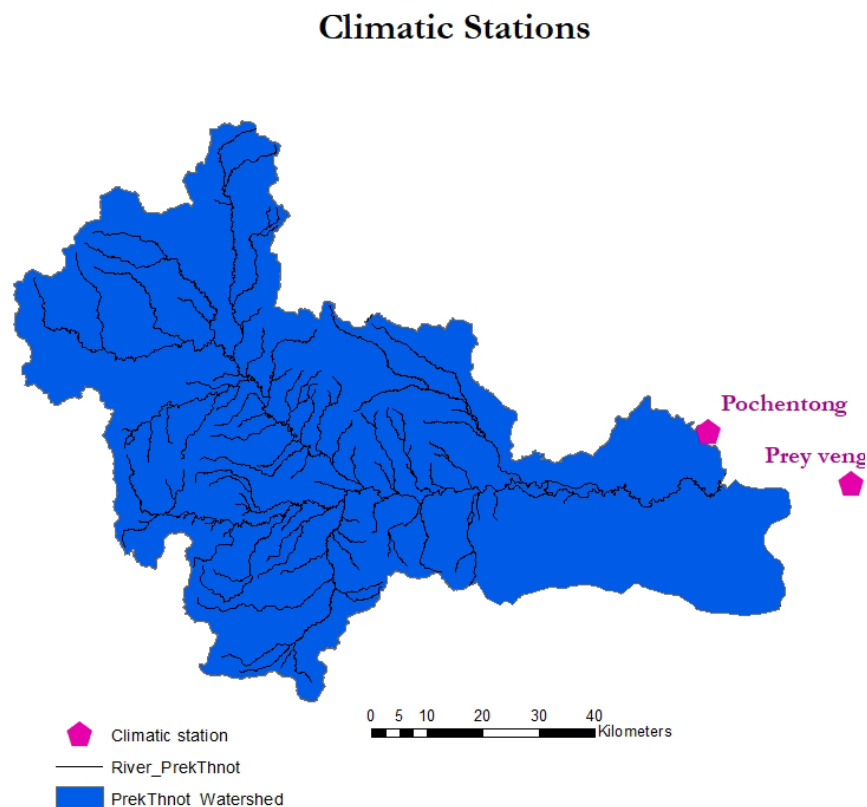 Climatic Stations
Pochentong
Prey veng
0 5 10 20 30 40
Kilometers
Climatic station
River_PrekThnot
PrekThnot_Watershed